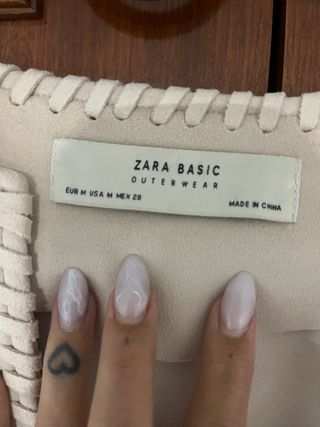 ZARA BASIC
OUTERWEAR
EUR M USA M MEX 28
MADE IN CHINA